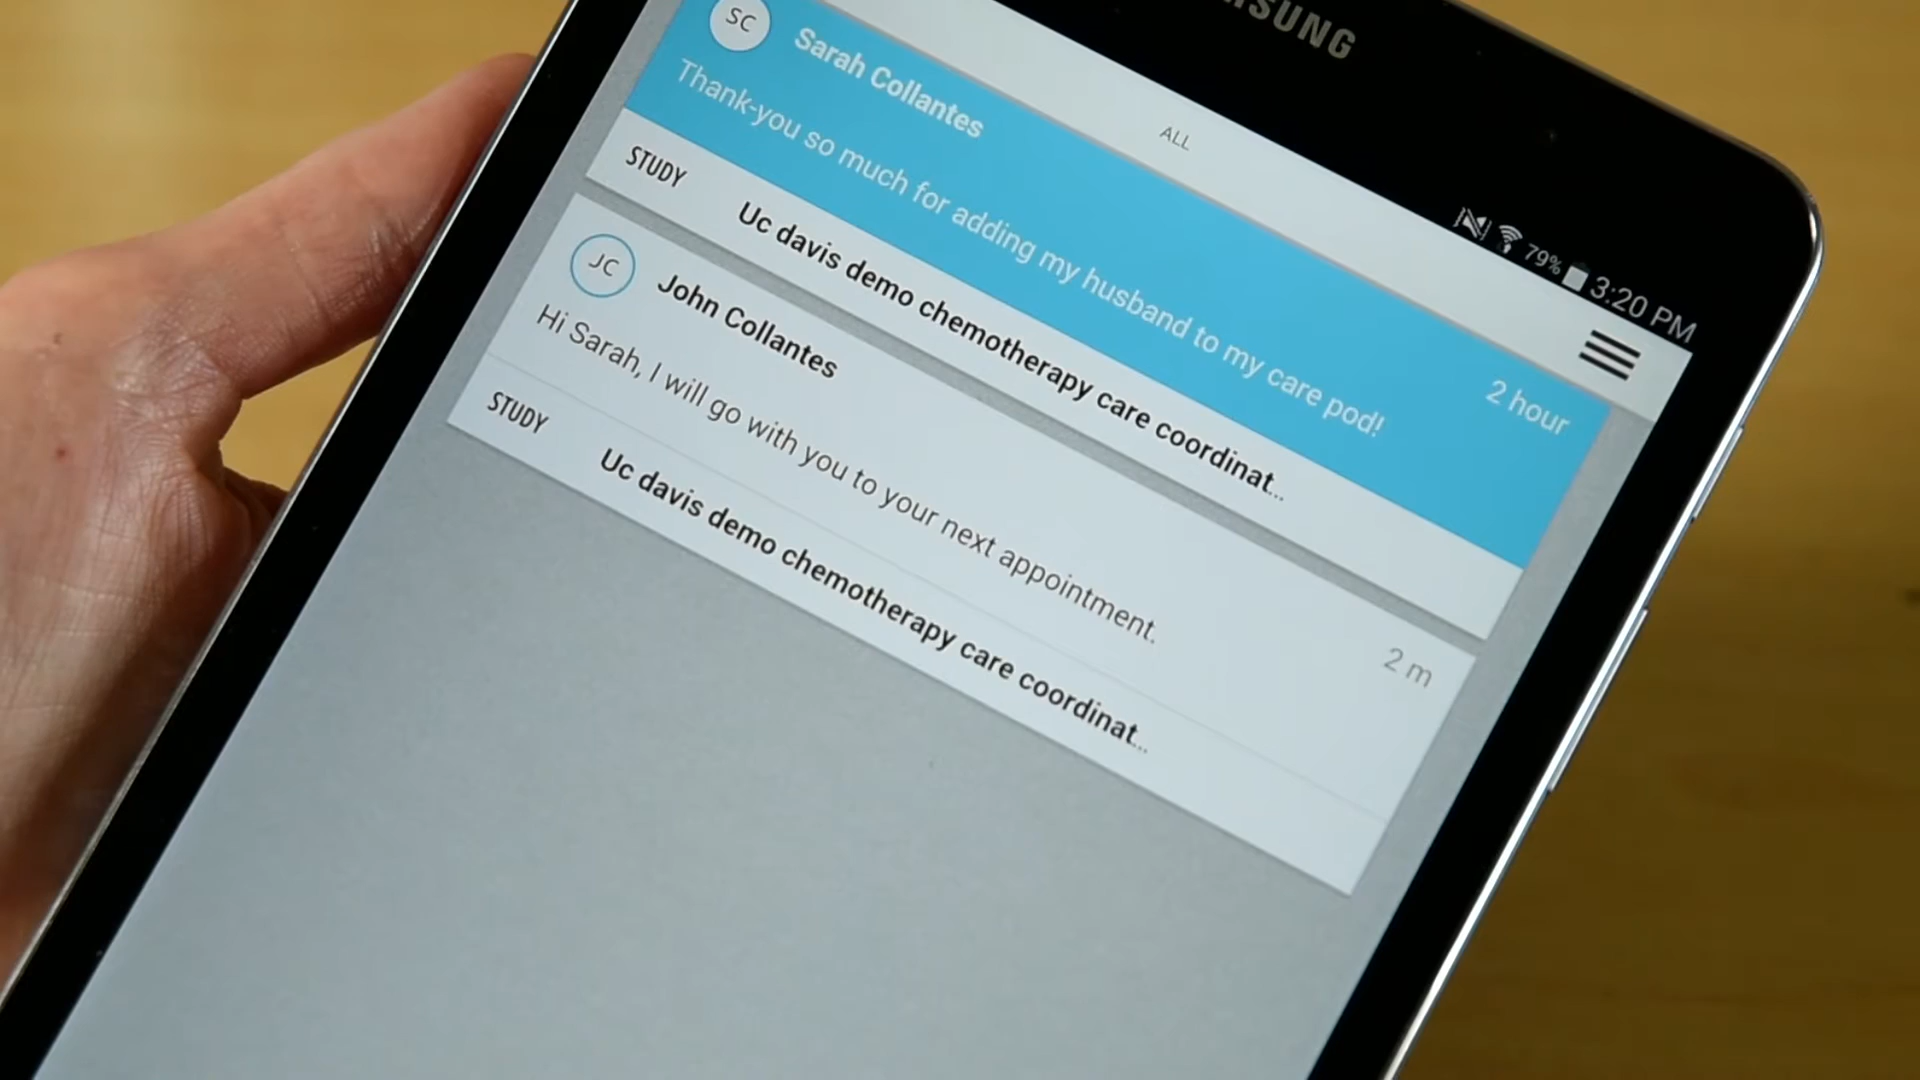 SUNG
79% 3:20 PM
ALL
SC
Sarah Collantes
2 hour
Thank-you so much for adding my husband to my care pod!
STUDY
Uc davis demo chemotherapy care coordinat...
JC
John Collantes
2 m
Hi Sarah, I will go with you to your next appointment.
STUDY
Uc davis demo chemotherapy care coordinat...